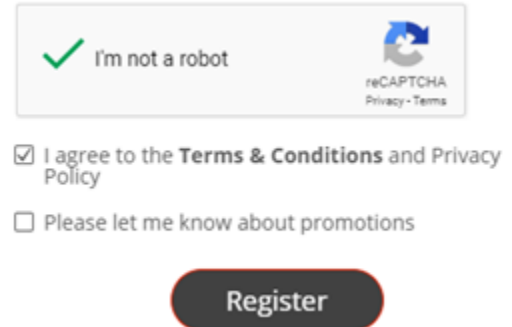 I'm not a robot
reCAPTCHA
Privacy - Terms
I agree to the Terms & Conditions and Privacy
Policy
Please let me know about promotions
Register